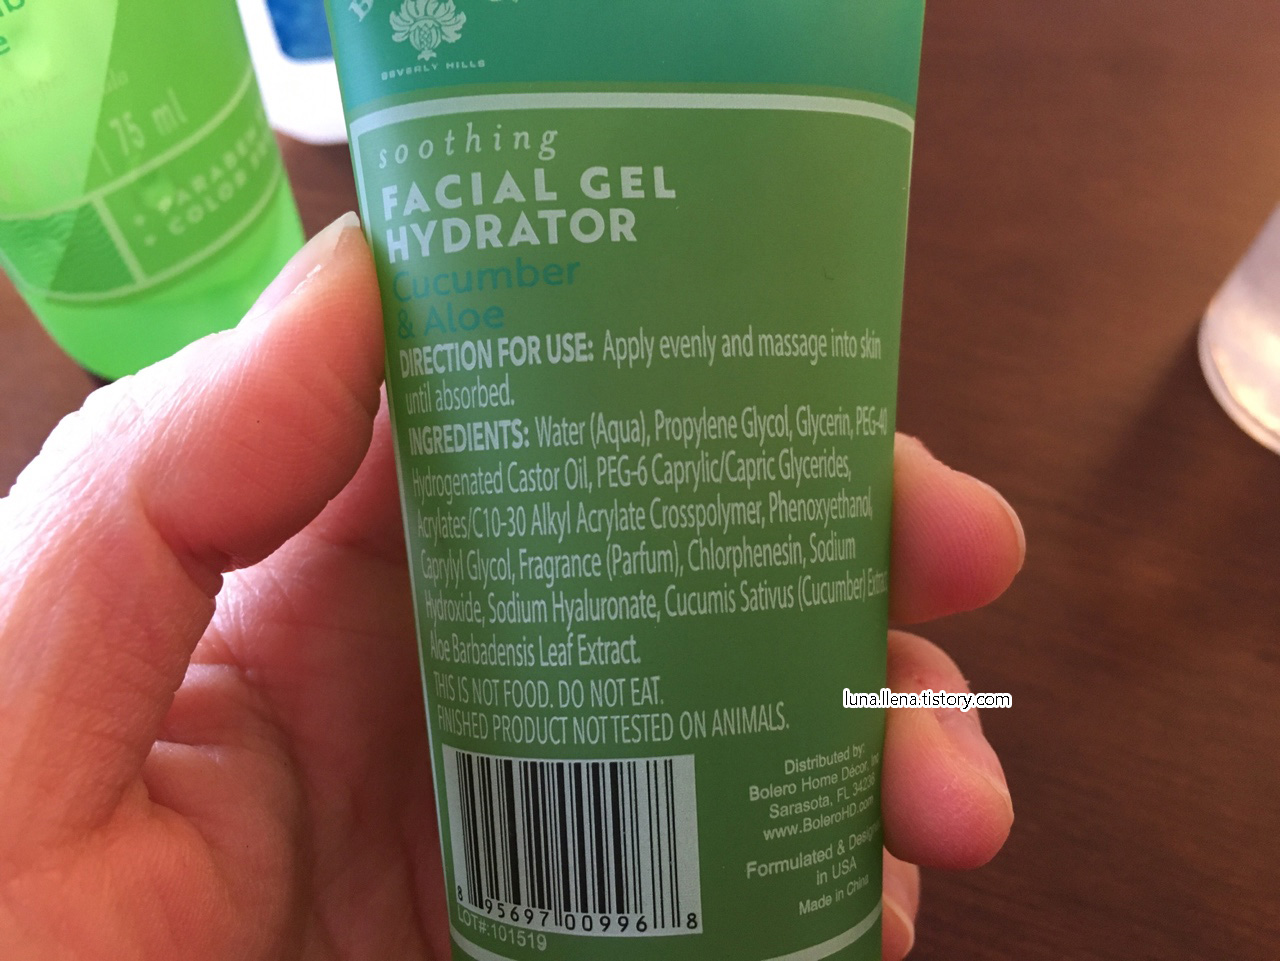 BEVERLY HILLS
soothing
FACIAL GEL
HYDRATOR
Cucumber
& Aloe
DIRECTION FOR USE: Apply evenly and massage into skin
until absorbed.
INGREDIENTS: Water (Aqua), Propylene Glycol, Glycerin, PEG-40
Hydrogenated Castor Oil, PEG-6 Caprylic/Capric Glycerides,
Acrylates/C10-30 Alkyl Acrylate Crosspolymer, Phenoxyethanol,
Caprylyl Glycol, Fragrance (Parfum), Chlorphenesin, Sodium
Hydroxide, Sodium Hyaluronate, Cucumis Sativus (Cucumber) Extract
Aloe Barbadensis Leaf Extract.
THIS IS NOT FOOD. DO NOT EAT.
FINISHED PRODUCT NOT TESTED ON ANIMALS.
Distributed by:
Bolero Home Décor, Inc
Sarasota, FL 34236
www.BoleroHD.com
Formulated & Designed
in USA
Made in China
8 95697 00996 8
LOT#:101519
75 ml
+ PARABEN
+ COLOR
luna.llena.tistory.com